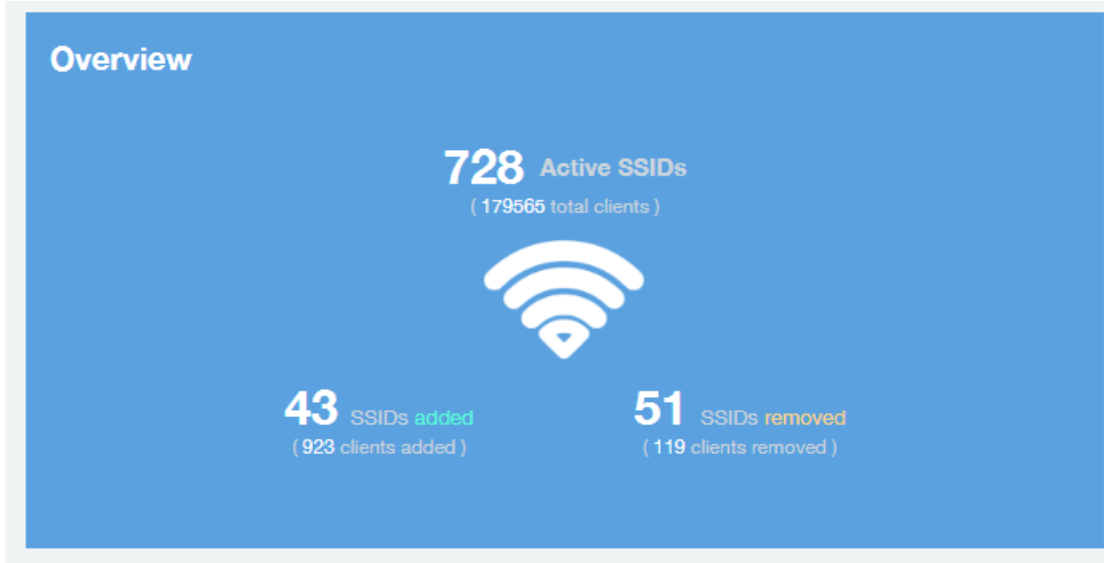 Overview
728 Active SSIDs
( 179565 total clients )
43 SSIDs added
( 923 clients added )
51 SSIDs removed
( 119 clients removed )